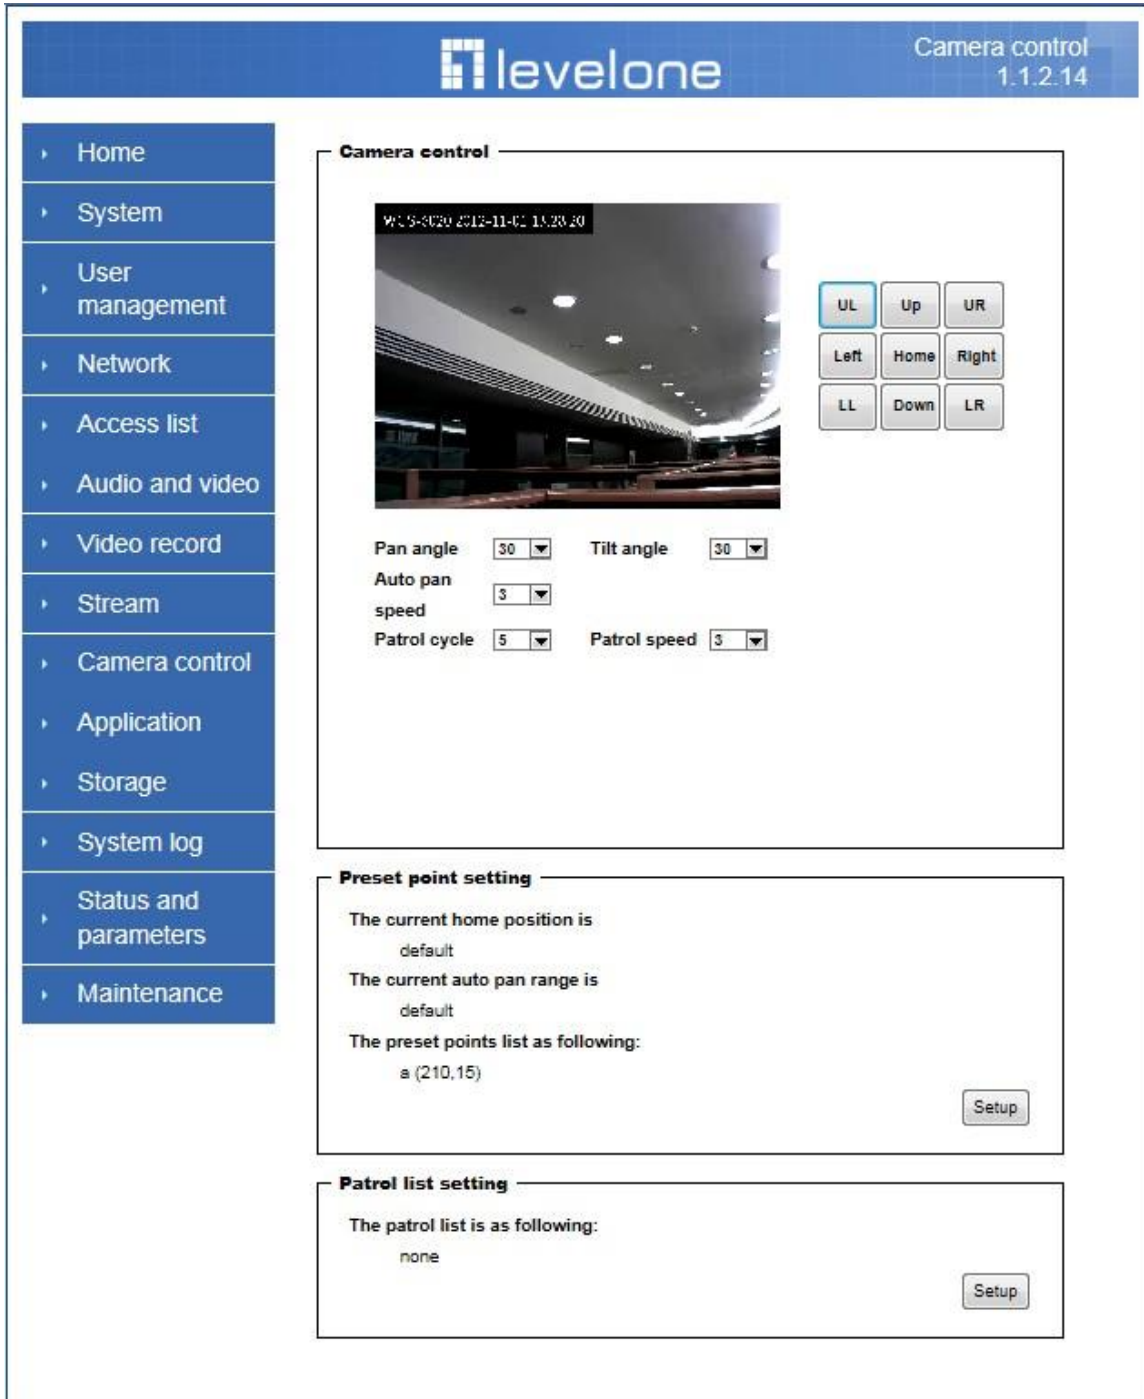 levelone
Camera control
1.1.2.14
Home
System
User
management
Network
Access list
Audio and video
Video record
Stream
Camera control
Application
Storage
System log
Status and
parameters
Maintenance
Camera control
UL Up UR
Left Home Right
LL Down LR
Pan angle 30 Tilt angle 30
Auto pan
speed 3
Patrol cycle 5 Patrol speed 3
Preset point setting
The current home position is
default
The current auto pan range is
default
The preset points list as following:
a (210,15)
Setup
Patrol list setting
The patrol list is as following:
none
Setup